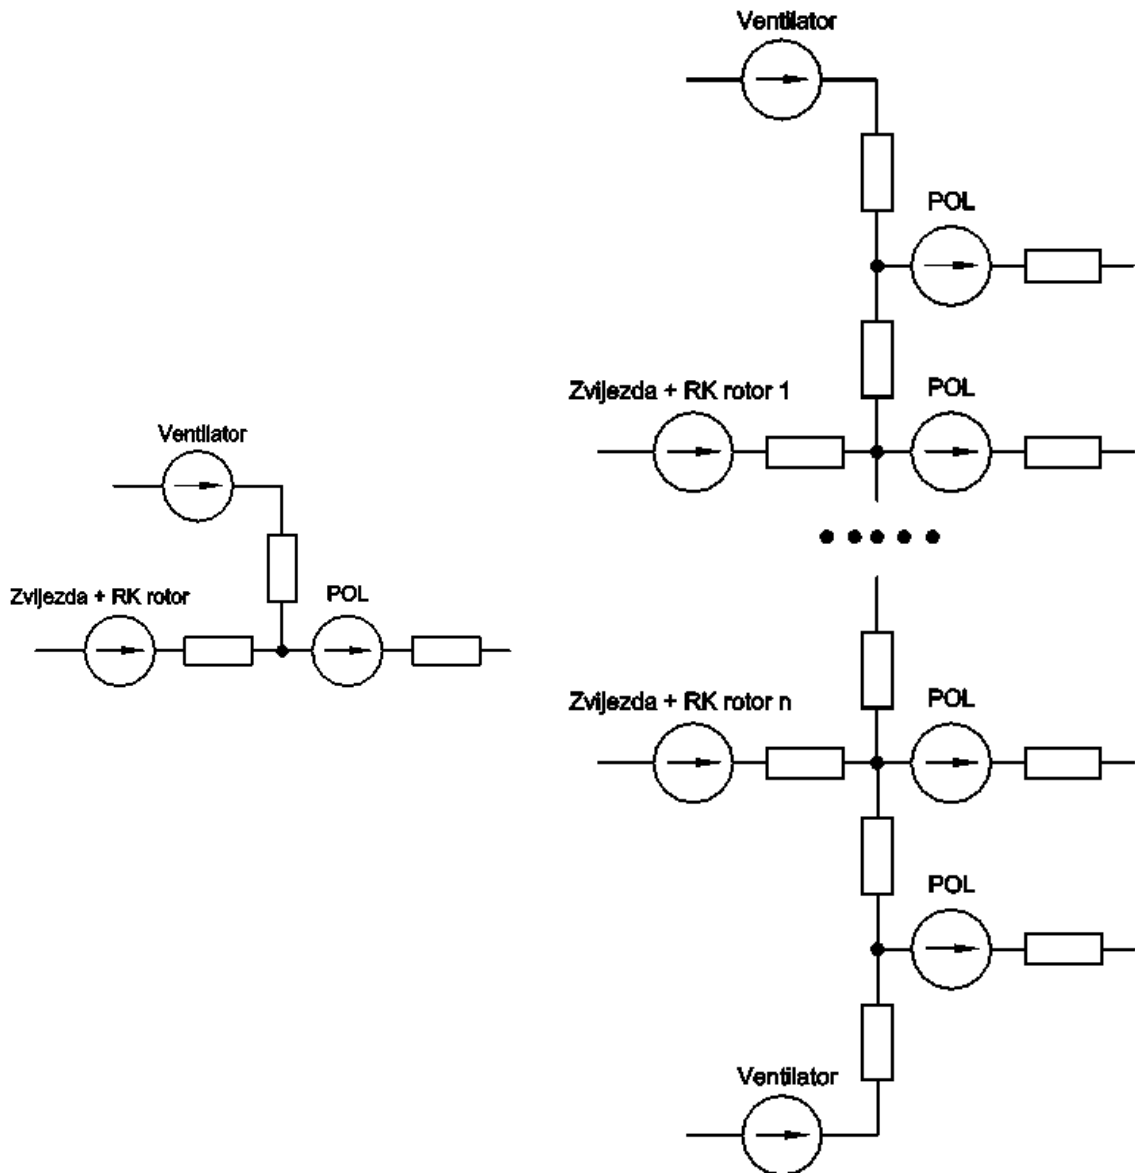 Ventilator
Zvijezda + RK rotor
POL
Ventilator
POL
Zvijezda + RK rotor 1
POL
Zvijezda + RK rotor n
POL
POL
Ventilator